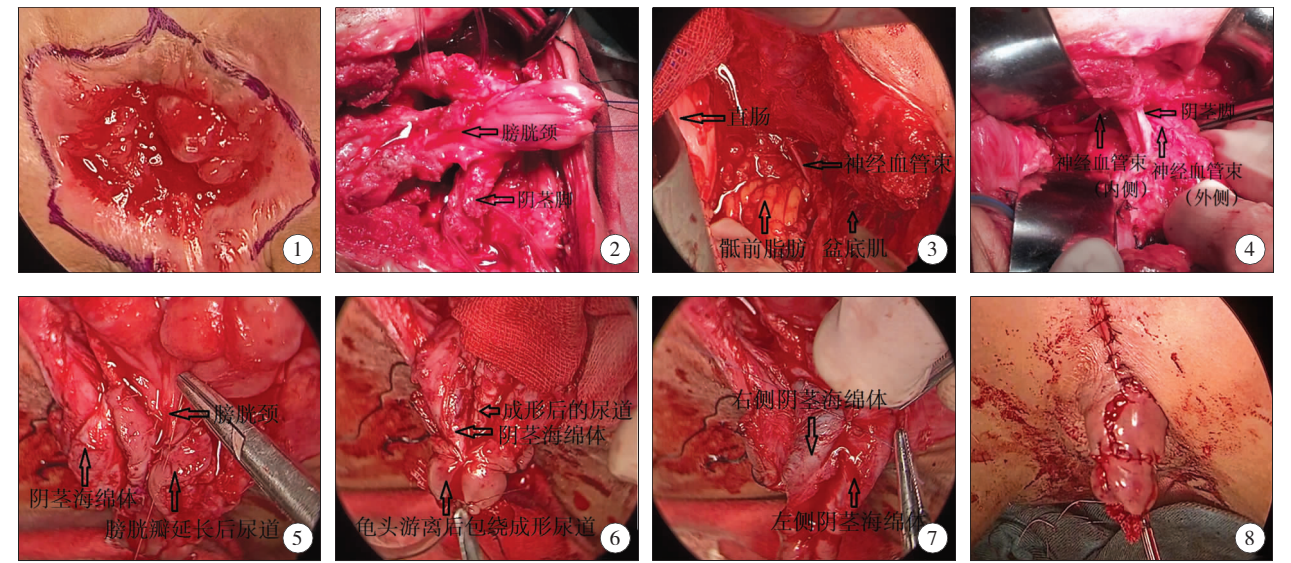 1
膀胱颈
阴茎脚
2
直肠
神经血管束
骶前脂肪
盆底肌
3
阴茎脚
神经血管束
（内侧）
神经血管束
（外侧）
4
膀胱颈
阴茎海绵体
膀胱瓣延长后尿道
5
成形后的尿道
阴茎海绵体
龟头游离后包绕成形尿道
6
右侧阴茎海绵体
左侧阴茎海绵体
7
8